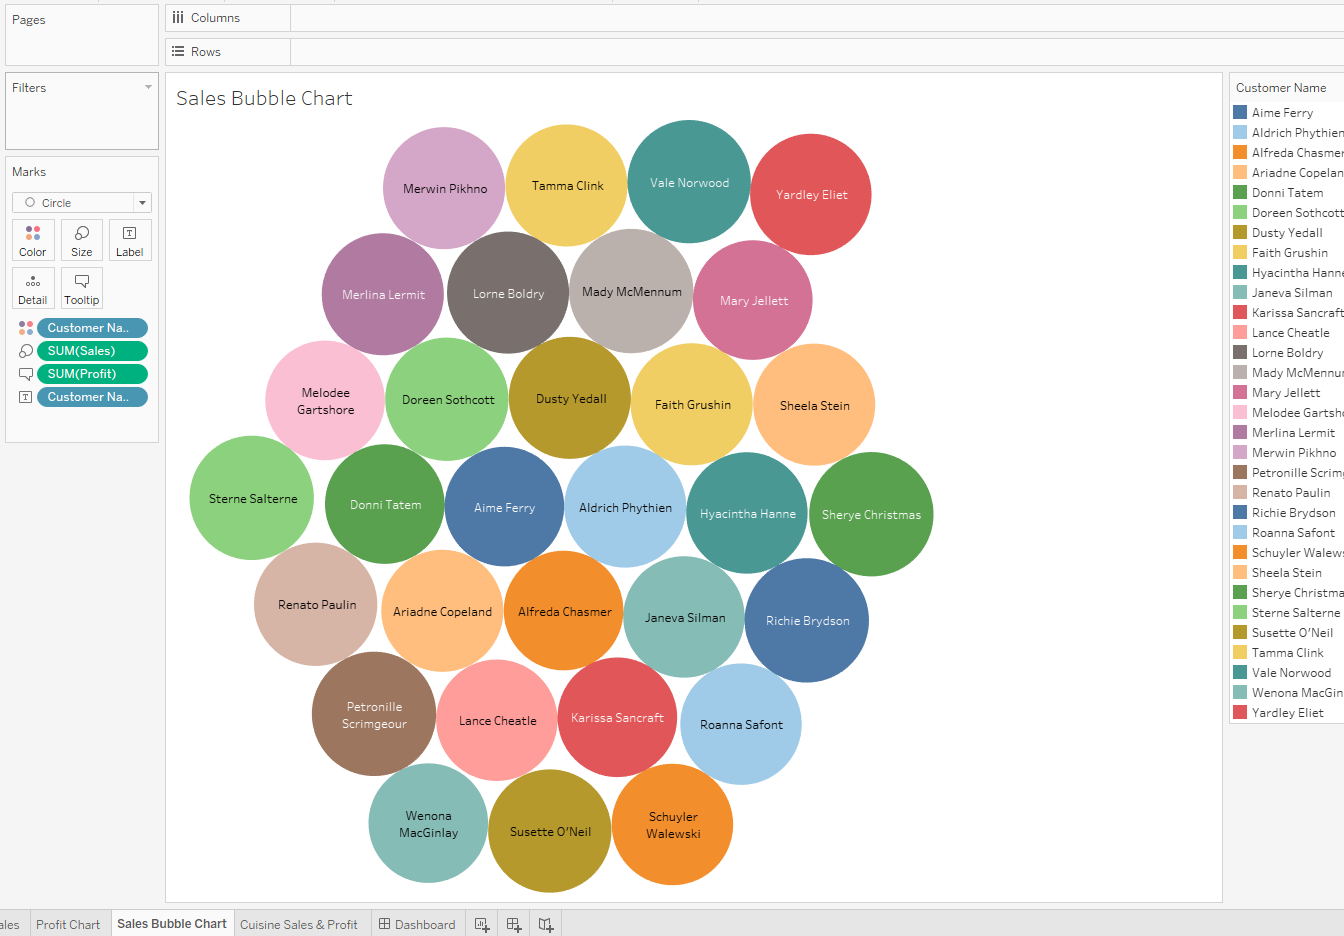 Pages
Columns
Rows
Filters
Marks
Circle
Color
Size
Label
Detail
Tooltip
Customer Na..
SUM(Sales)
SUM(Profit)
Customer Na..
Sales Bubble Chart
Merwin Pikhno
Tamma Clink
Vale Norwood
Yardley Eliet
Merlina Lermit
Lorne Boldry
Mady McMennum
Mary Jellett
Melodee
Gartshore
Doreen Sothcott
Dusty Yedall
Faith Grushin
Sheela Stein
Sterne Salterne
Donni Tatem
Aime Ferry
Aldrich Phythien
Hyacintha Hanne
Sherye Christmas
Renato Paulin
Ariadne Copeland
Alfreda Chasmer
Janeva Silman
Richie Brydson
Petronille
Scrimgeour
Lance Cheatle
Karissa Sancraft
Roanna Safont
Wenona
MacGinlay
Susette O’Neil
Schuyler
Walewski
Customer Name
Aime Ferry
Aldrich Phythien
Alfreda Chasmer
Ariadne Copelan
Donni Tatem
Doreen Sothcott
Dusty Yedall
Faith Grushin
Hyacintha Hanne
Janeva Silman
Karissa Sancraft
Lance Cheatle
Lorne Boldry
Mady McMennur
Mary Jellett
Melodee Gartsho
Merlina Lermit
Merwin Pikhno
Petronille Scrimg
Renato Paulin
Richie Brydson
Roanna Safont
Schuyler Walews
Sheela Stein
Sherye Christma
Sterne Salterne
Susette O’Neil
Tamma Clink
Vale Norwood
Wenona MacGin
Yardley Eliet
ales
Profit Chart
Sales Bubble Chart
Cuisine Sales & Profit
Dashboard